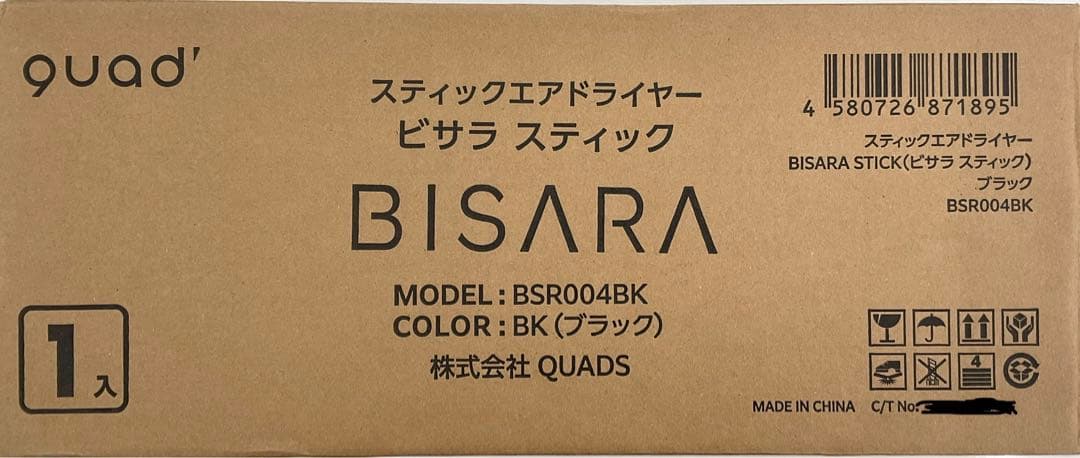 quad'
スティックエアドライヤー
ビサラ スティック
BISARA
MODEL : BSR004BK
COLOR : BK (ブラック)
株式会社 QUADS
1入
4 580726 871895
スティックエアドライヤー
BISARA STICK(ビサラ スティック)
ブラック
BSR004BK
4
MADE IN CHINA C/T No: